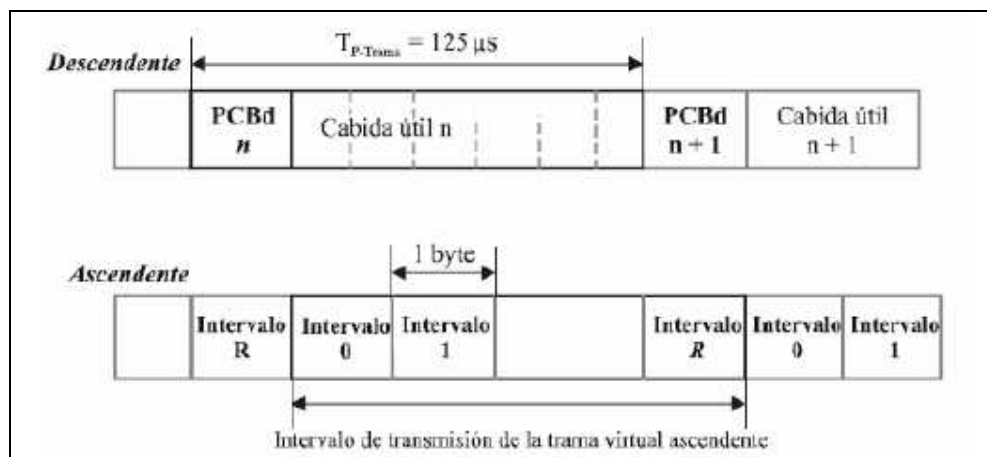 T P-Trama = 125 µs
Descendente
PCBd n
Cabida útil n
PCBd n + 1
Cabida útil n + 1
1 byte
Ascendente
Intervalo R
Intervalo 0
Intervalo 1
Intervalo R
Intervalo 0
Intervalo 1
Intervalo de transmisión de la trama virtual ascendente